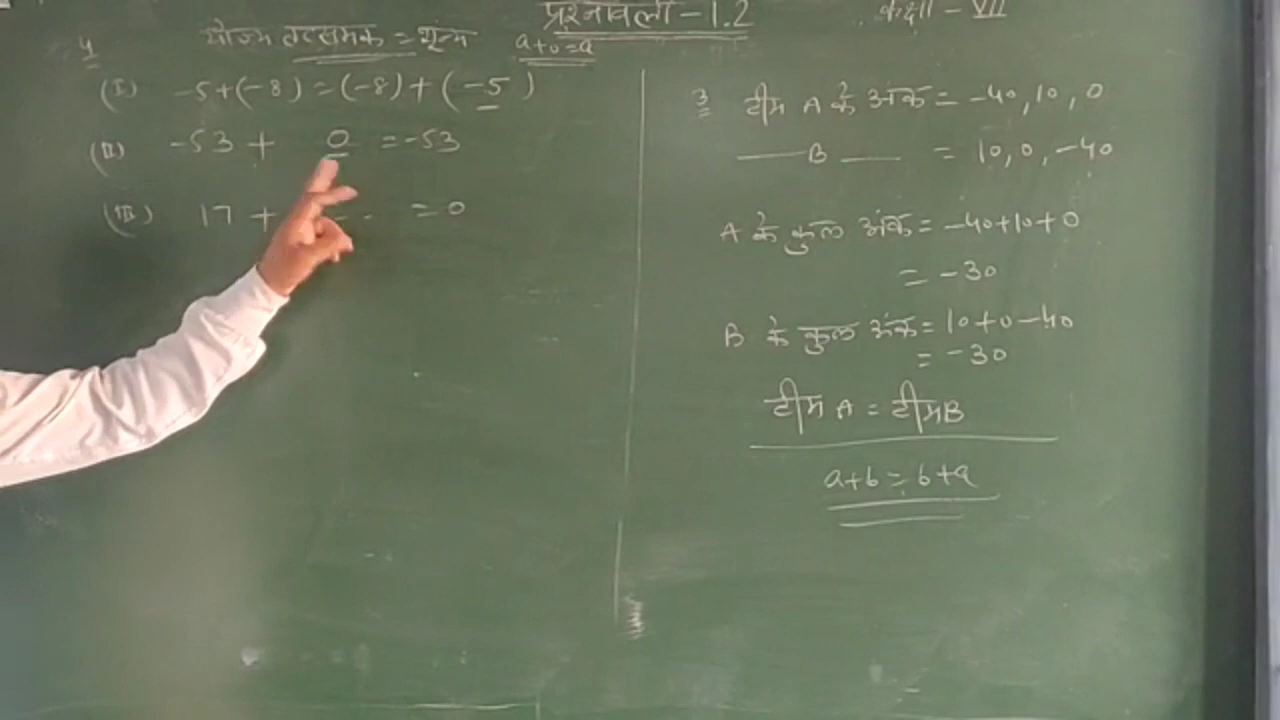 प्रश्नावली - 1.2
कक्षा - VII
4
योज्य तत्समक = शून्य
a+0=a
(I) -5+(-8) = (-8)+(-5)
(II) -53 + 0 = -53
(III) 17 + -- = 0
3 टीम A के अंक = -40, 10, 0
— B — = 10, 0, -40
A के कुल अंक = -40+10+0
= -30
B के कुल अंक = 10+0-40
= -30
टीम A = टीम B
a+b = b+a